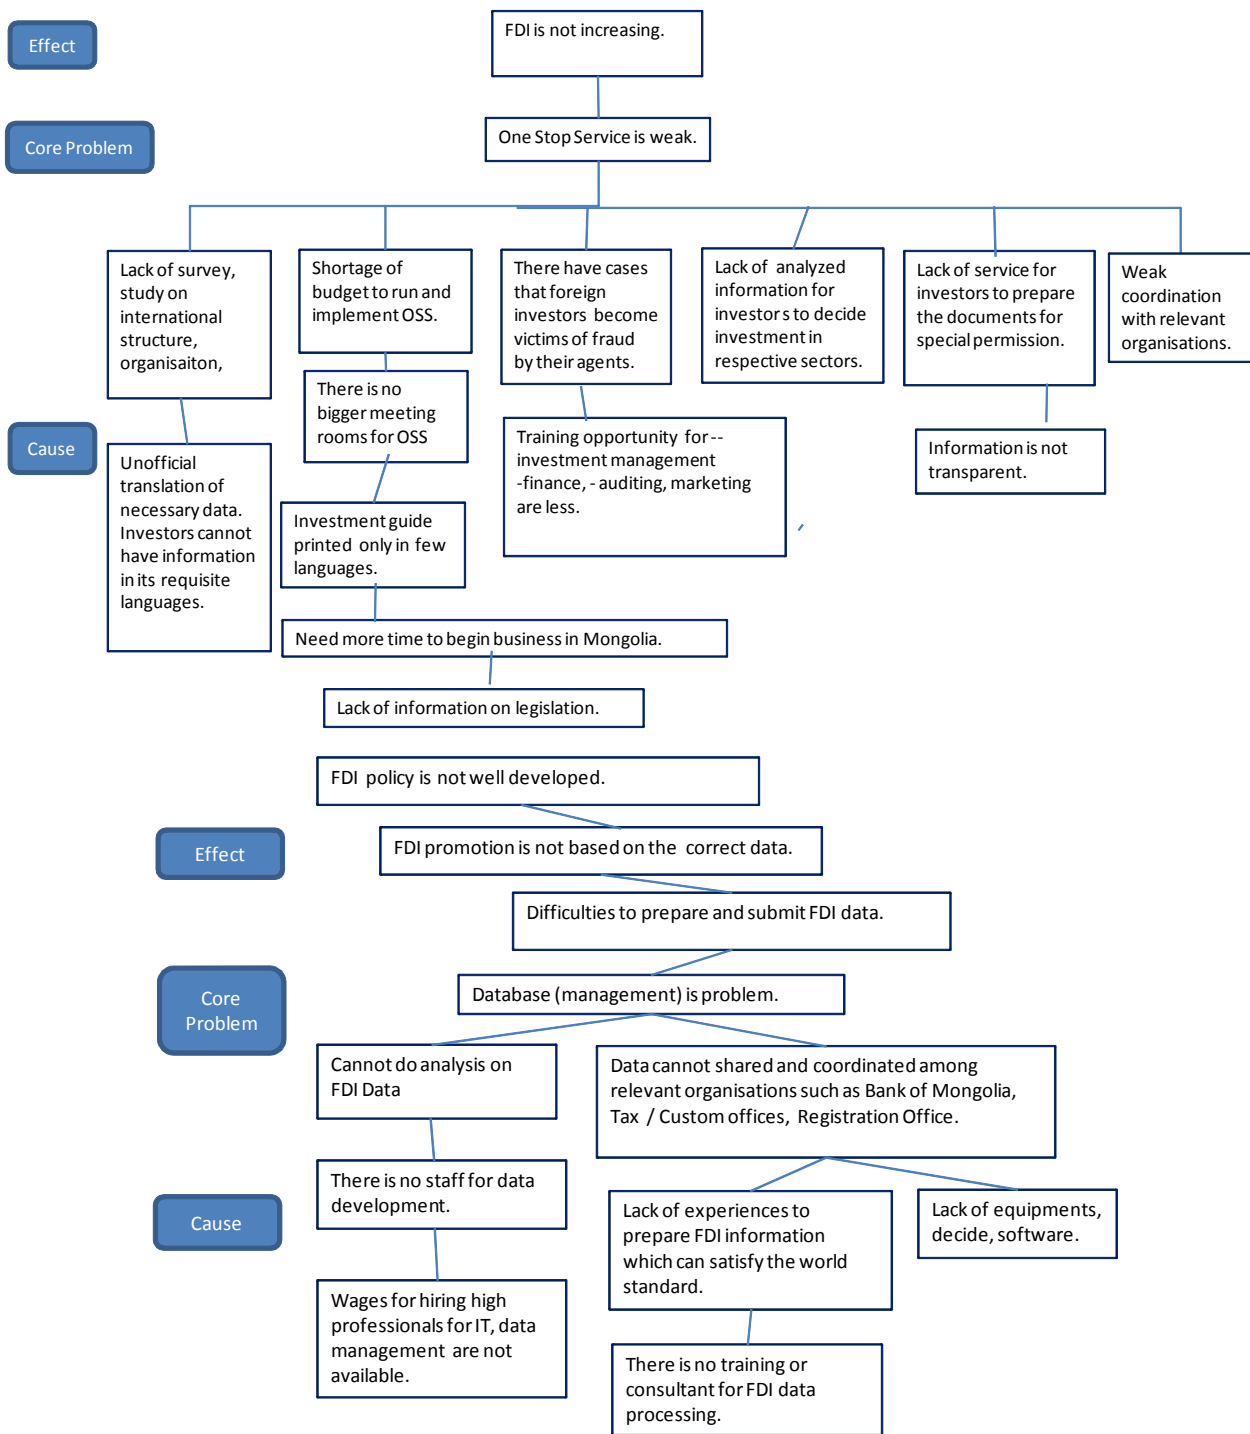 Effect
FDI is not increasing.
Core Problem
One Stop Service is weak.
Lack of survey,
study on
international
structure,
organisaiton,
Shortage of
budget to run and
implement OSS.
There have cases
that foreign
investors become
victims of fraud
by their agents.
Lack of analyzed
information for
investors to decide
investment in
respective sectors.
Lack of service for
investors to prepare
the documents for
special permission.
Weak
coordination
with relevant
organisations.
Cause
There is no
bigger meeting
rooms for OSS
Unofficial
translation of
necessary data.
Investors cannot
have information
in its requisite
languages.
Training opportunity for --
investment management
-finance, - auditing, marketing
are less.
Information is not
transparent.
Investment guide
printed only in few
languages.
Need more time to begin business in Mongolia.
Lack of information on legislation.
FDI policy is not well developed.
Effect
FDI promotion is not based on the correct data.
Difficulties to prepare and submit FDI data.
Core
Problem
Database (management) is problem.
Cannot do analysis on
FDI Data
Data cannot shared and coordinated among
relevant organisations such as Bank of Mongolia,
Tax / Custom offices, Registration Office.
Cause
There is no staff for data
development.
Lack of experiences to
prepare FDI information
which can satisfy the world
standard.
Lack of equipments,
decide, software.
Wages for hiring high
professionals for IT, data
management are not
available.
There is no training or
consultant for FDI data
processing.